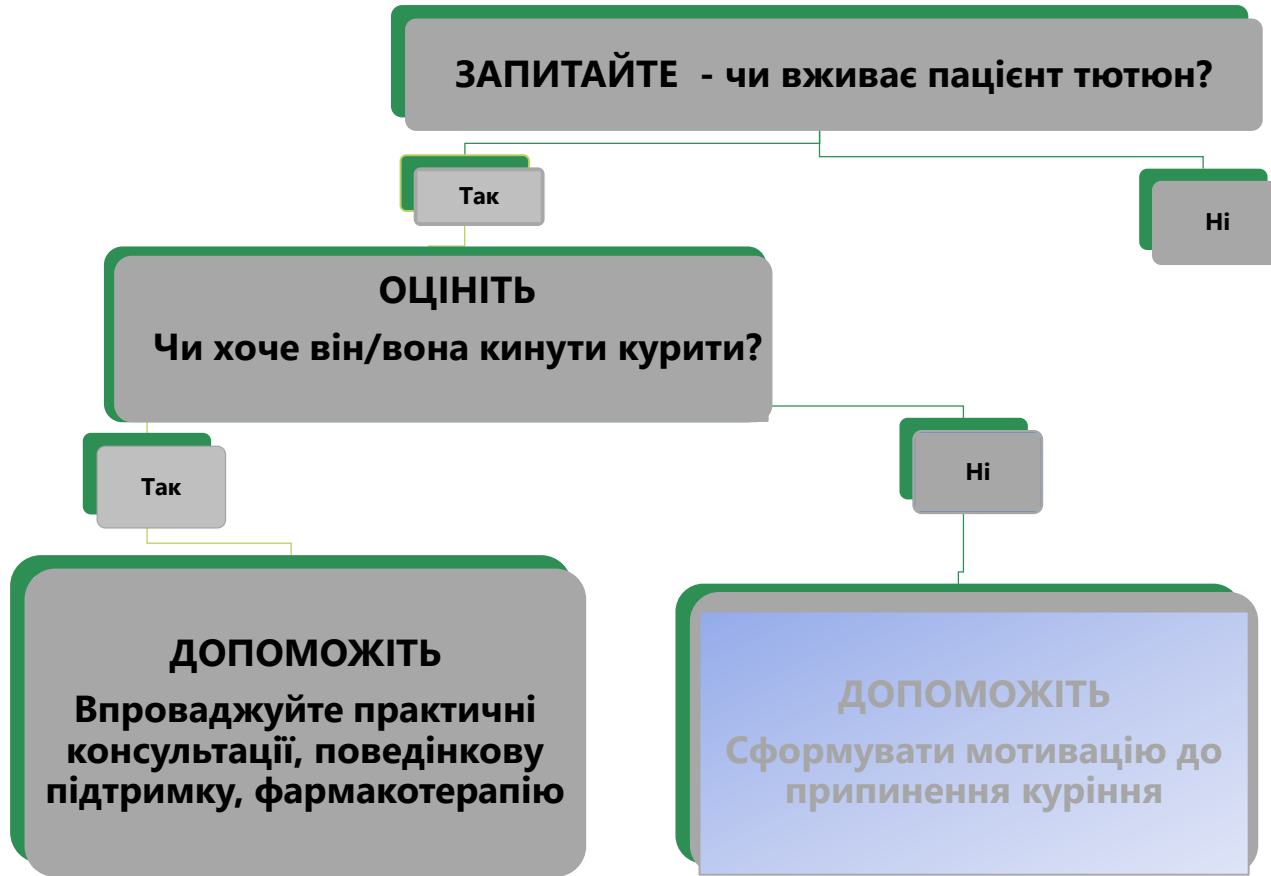 ЗАПИТАЙТЕ - чи вживає пацієнт тютюн?
Так
Ні
ОЦІНІТЬ
Чи хоче він/вона кинути курити?
Так
Ні
ДОПОМОЖІТЬ
Впроваджуйте практичні
консультації, поведінкову
підтримку, фармакотерапію
ДОПОМОЖІТЬ
Сформувати мотивацію до
припинення куріння